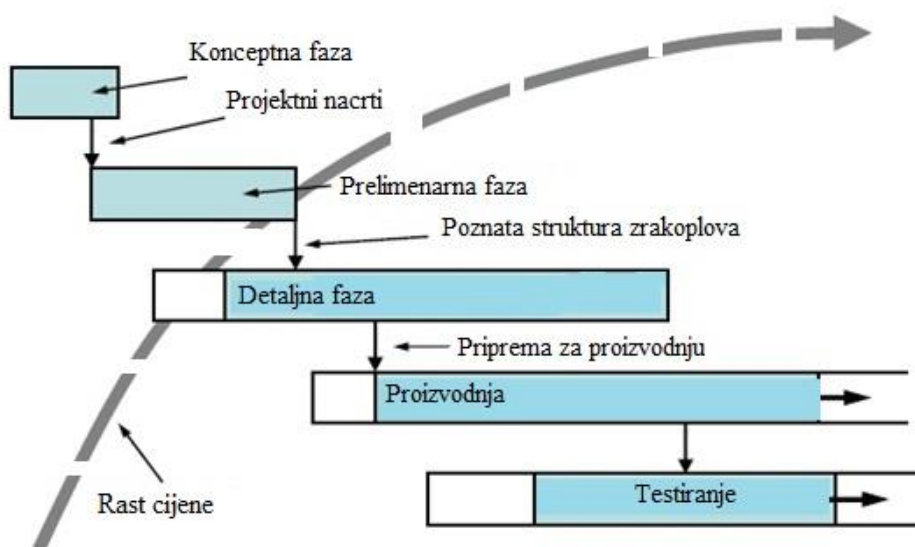 Konceptna faza
Projektni nacrti
Prelimenarna faza
Poznata struktura zrakoplova
Detaljna faza
Priprema za proizvodnju
Proizvodnja
Testiranje
Rast cijene